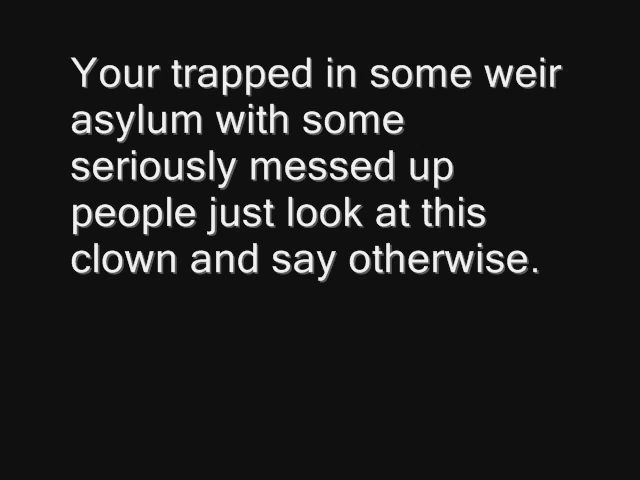 Your trapped in some weir
asylum with some
seriously messed up
people just look at this
clown and say otherwise.